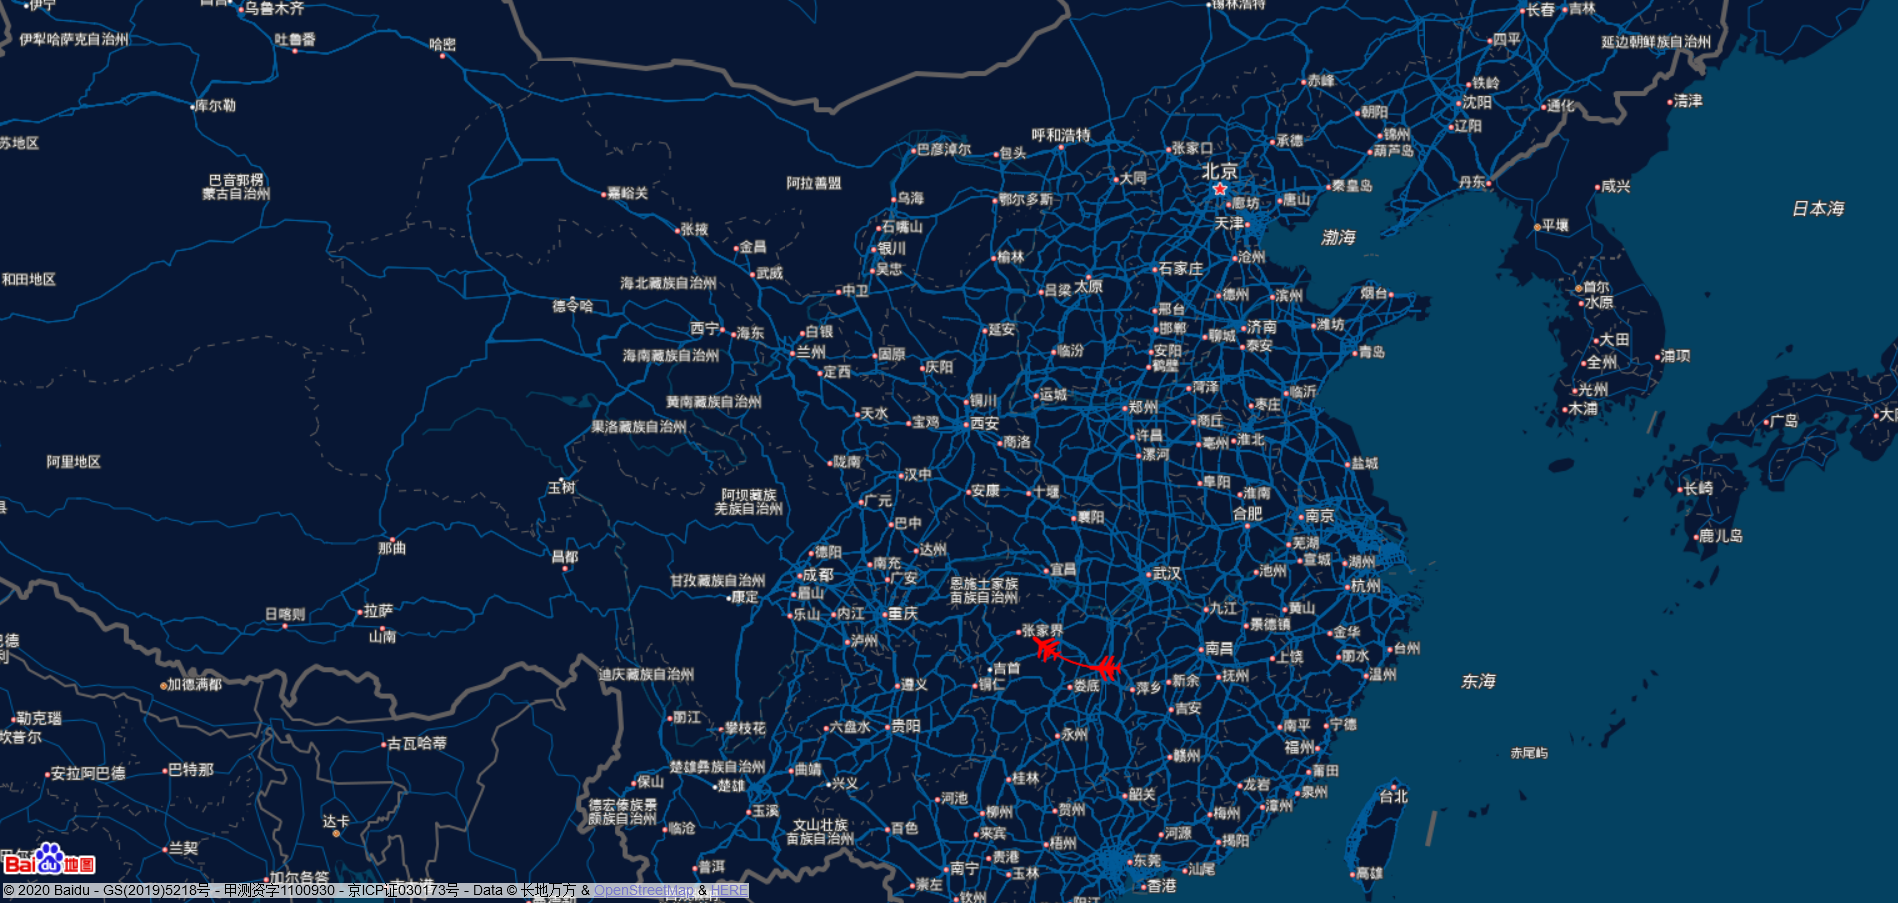 伊宁
乌鲁木齐
锡林浩特
长春
吉林
伊犁哈萨克自治州
吐鲁番
哈密
四平
延边朝鲜族自治州
赤峰
铁岭
库尔勒
沈阳
通化
清津
朝阳
辽阳
呼和浩特
锦州
苏地区
巴彦淖尔
包头
张家口
承德
葫芦岛
北京
巴音郭楞
蒙古自治州
阿拉善盟
大同
秦皇岛
丹东
咸兴
嘉峪关
乌海
鄂尔多斯
廊坊
唐山
日本海
张掖
石嘴山
天津
平壤
金昌
银川
渤海
榆林
沧州
武威
吴忠
石家庄
和田地区
海北藏族自治州
中卫
吕梁
太原
德州
滨州
烟台
首尔
水原
德令哈
邢台
西宁
海东
白银
延安
邯郸
聊城
济南
潍坊
大田
兰州
固原
临汾
安阳
泰安
青岛
浦项
海南藏族自治州
定西
庆阳
鹤壁
全州
菏泽
临沂
光州
黄南藏族自治州
铜川
运城
郑州
枣庄
木浦
天水
宝鸡
西安
商丘
广岛
果洛藏族自治州
商洛
许昌
亳州
淮北
漯河
阿里地区
陇南
汉中
盐城
玉树
阿坝藏族
羌族自治州
安康
十堰
阜阳
淮南
长崎
广元
襄阳
合肥
南京
巴中
鹿儿岛
那曲
昌都
德阳
达州
芜湖
宣城
湖州
南充
成都
广安
宜昌
武汉
池州
甘孜藏族自治州
恩施土家族
苗族自治州
杭州
康定
眉山
日喀则
拉萨
乐山
内江
重庆
九江
黄山
山南
泸州
张家界
景德镇
金华
南昌
台州
吉首
上饶
丽水
迪庆藏族自治州
加德满都
遵义
铜仁
娄底
萍乡
新余
抚州
温州
东海
勒克瑙
丽江
吉安
坎普尔
攀枝花
六盘水
贵阳
永州
南平
宁德
古瓦哈蒂
福州
赤尾屿
赣州
安拉阿巴德
巴特那
楚雄彝族自治州
曲靖
桂林
莆田
保山
楚雄
兴义
龙岩
泉州
台北
德宏傣族景
颇族自治州
河池
韶关
玉溪
柳州
贺州
梅州
漳州
达卡
临沧
文山壮族
苗族自治州
百色
来宾
河源
揭阳
兰契
梧州
贵港
东莞
普洱
南宁
玉林
汕尾
高雄
加尔各答
崇左
香港
钦州
Bai du 地图
© 2020 Baidu - GS(2019)5218号 - 甲测资字1100930 - 京ICP证030173号 - Data © 长地万方 & OpenStreetMap & HERE